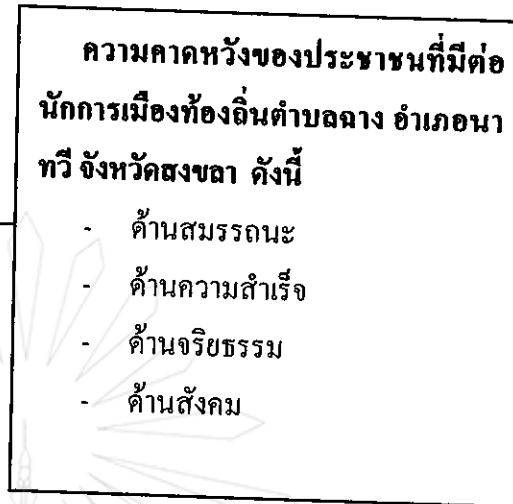 ความคาดหวังของประชาชนที่มีต่อ
นักการเมืองท้องถิ่นตำบลฉาง อำเภอนา
ทวี จังหวัดสงขลา ดังนี้
- ด้านสมรรถนะ
- ด้านความสำเร็จ
- ด้านจริยธรรม
- ด้านสังคม